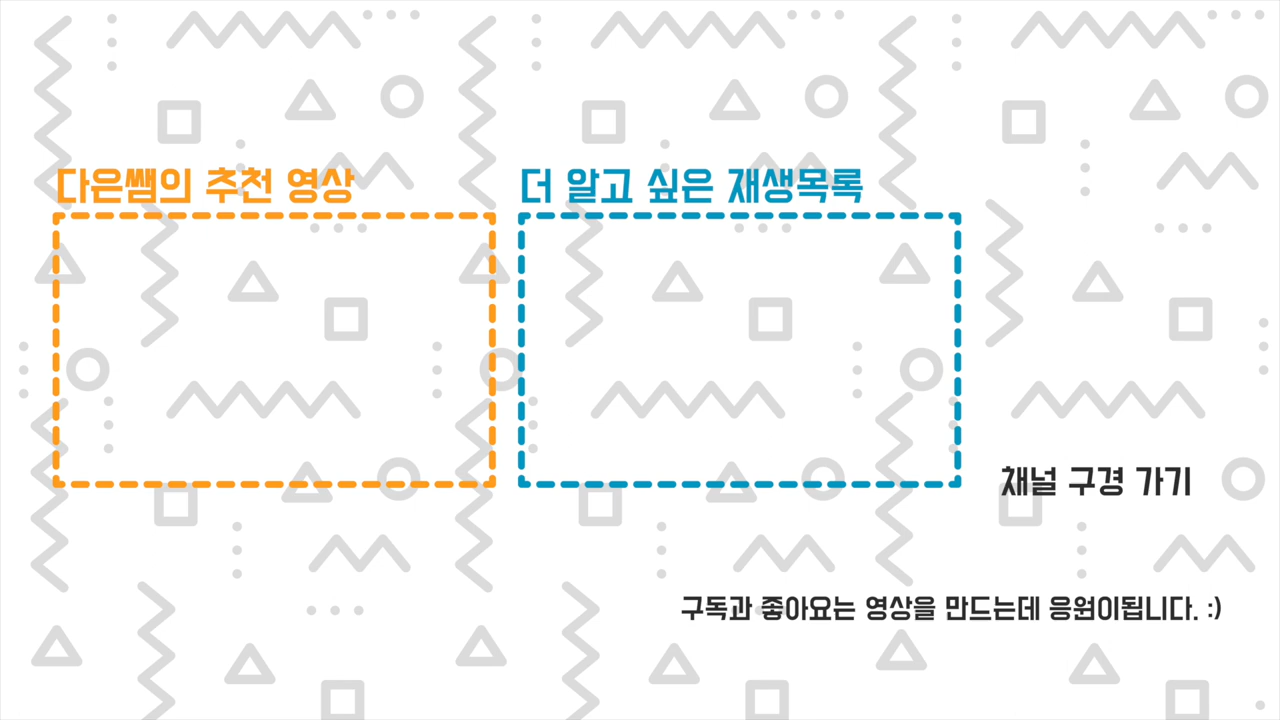 다은쌤의 추천 영상
더 알고 싶은 재생목록
채널 구경 가기
구독과 좋아요는 영상을 만드는데 응원이됩니다. :)